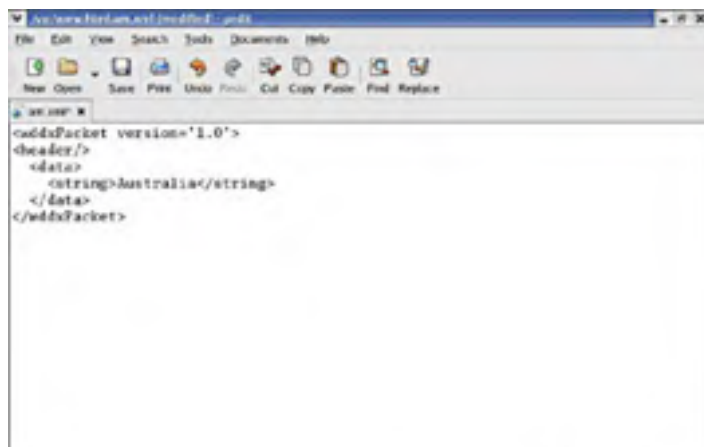 File Edit View Search Tools Documents Help
New Open Save Print Undo Redo Cut Copy Paste Find Replace
<wddxPacket version='1.0'>
<header/>
<data>
<string>Australia</string>
</data>
</wddxPacket>